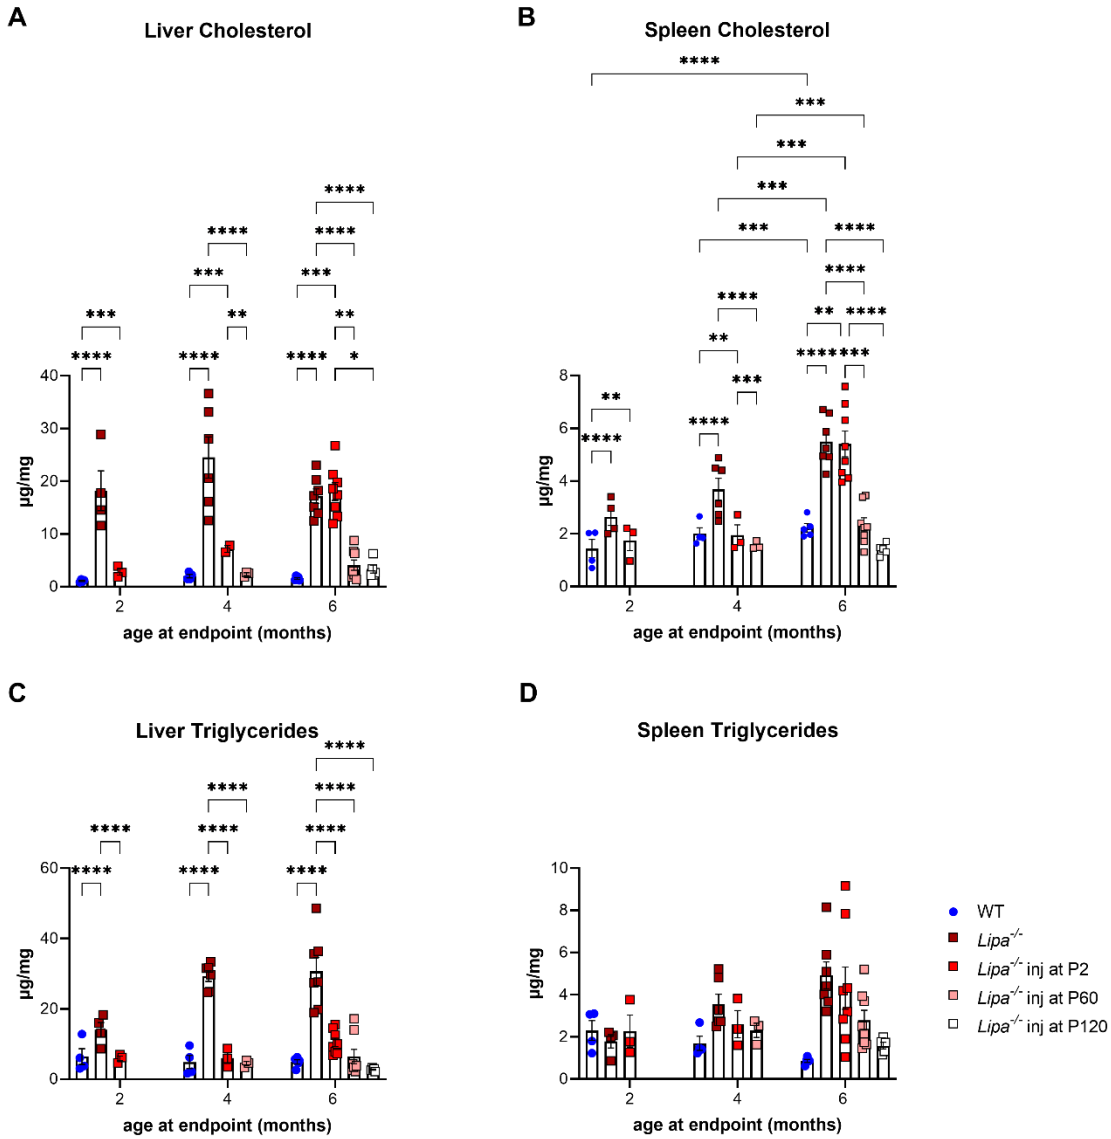 A
Liver Cholesterol
****
**** ****
*** ***
*** ** **
**** **** **** *
µg/mg
40
30
20
10
0
2 4 6
age at endpoint (months)
B
Spleen Cholesterol
****
***
***
***
*** ****
****
****
** ****
**
**** ***
***
**
****
****
µg/mg
8
6
4
2
0
2 4 6
age at endpoint (months)
C
Liver Triglycerides
****
**** ****
**** **** ****
**** **** ****
µg/mg
60
40
20
0
2 4 6
age at endpoint (months)
D
Spleen Triglycerides
µg/mg
10
8
6
4
2
0
2 4 6
age at endpoint (months)
WT
Lipa-/-
Lipa-/- inj at P2
Lipa-/- inj at P60
Lipa-/- inj at P120